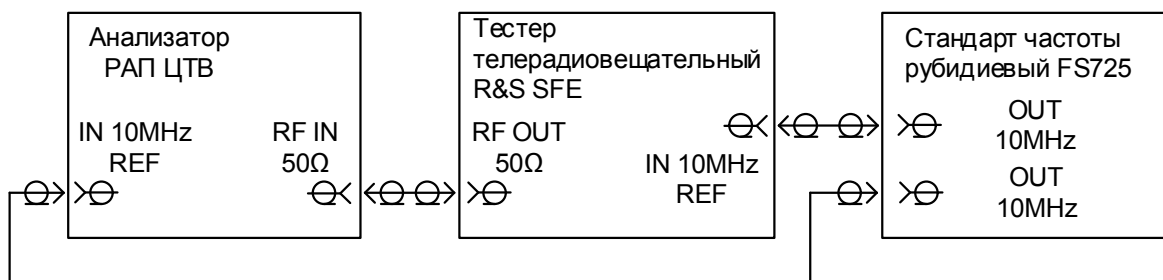 Анализатор
РАП ЦТВ
IN 10MHz
REF
RF IN
50Ω
Тестер
телерадиовещательный
R&S SFE
RF OUT
50Ω
IN 10MHz
REF
Стандарт частоты
рубидиевый FS725
OUT
10MHz
OUT
10MHz